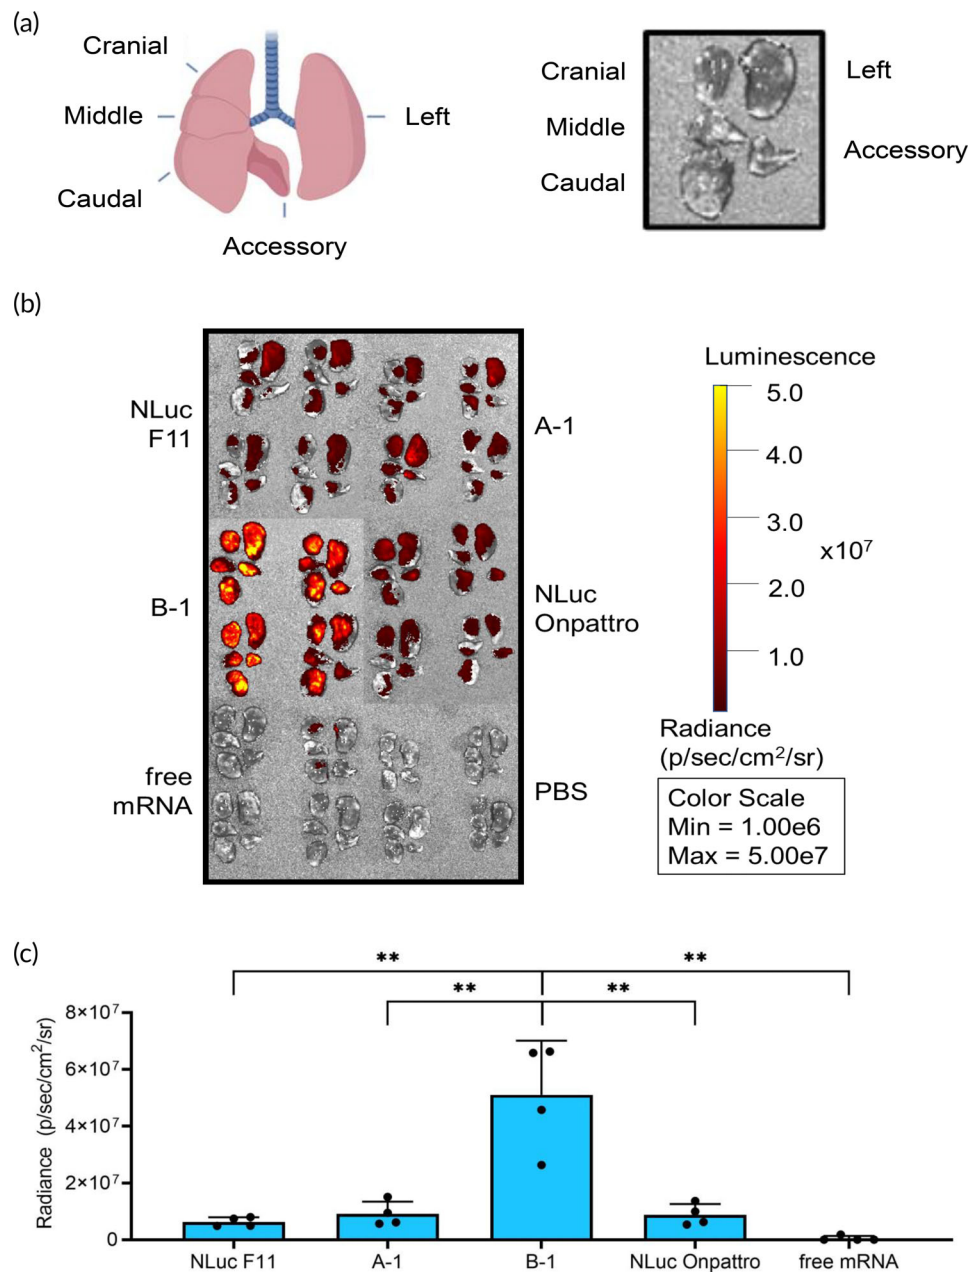 (a)
Cranial
Middle
Caudal
Left
Accessory
Cranial
Middle
Caudal
Left
Accessory
(b)
NLuc
F11
A-1
B-1
NLuc
Onpattro
free
mRNA
PBS
Luminescence
5.0
4.0
3.0
2.0
1.0
x10⁷
Radiance
(p/sec/cm²/sr)
Color Scale
Min = 1.00e6
Max = 5.00e7
(c)
** **
** **
Radiance (p/sec/cm²/sr)
8×10⁷
6×10⁷
4×10⁷
2×10⁷
0
NLuc F11 A-1 B-1 NLuc Onpattro free mRNA